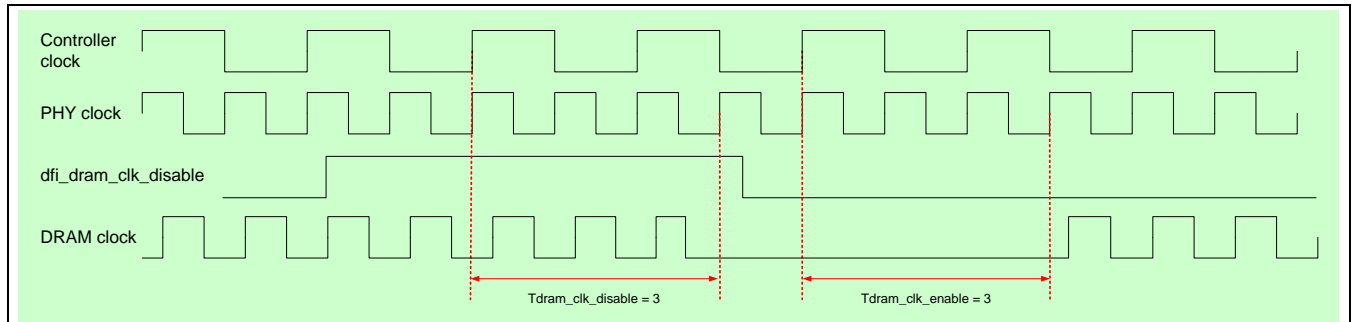 Controller
clock
PHY clock
dfi_dram_clk_disable
DRAM clock
Tdram_clk_disable = 3
Tdram_clk_enable = 3